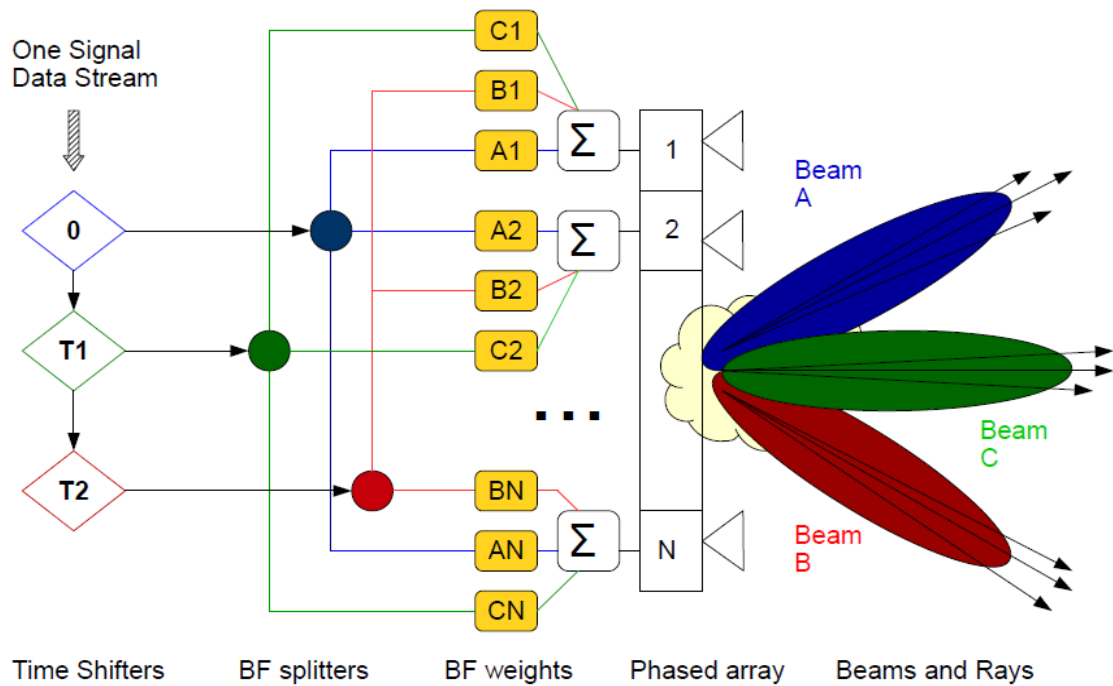 One Signal
Data Stream
0
T1
T2
C1
B1
A1
A2
B2
C2
...
BN
AN
CN
Σ
Σ
Σ
1
2
N
Beam
A
Beam
C
Beam
B
Time Shifters
BF splitters
BF weights
Phased array
Beams and Rays